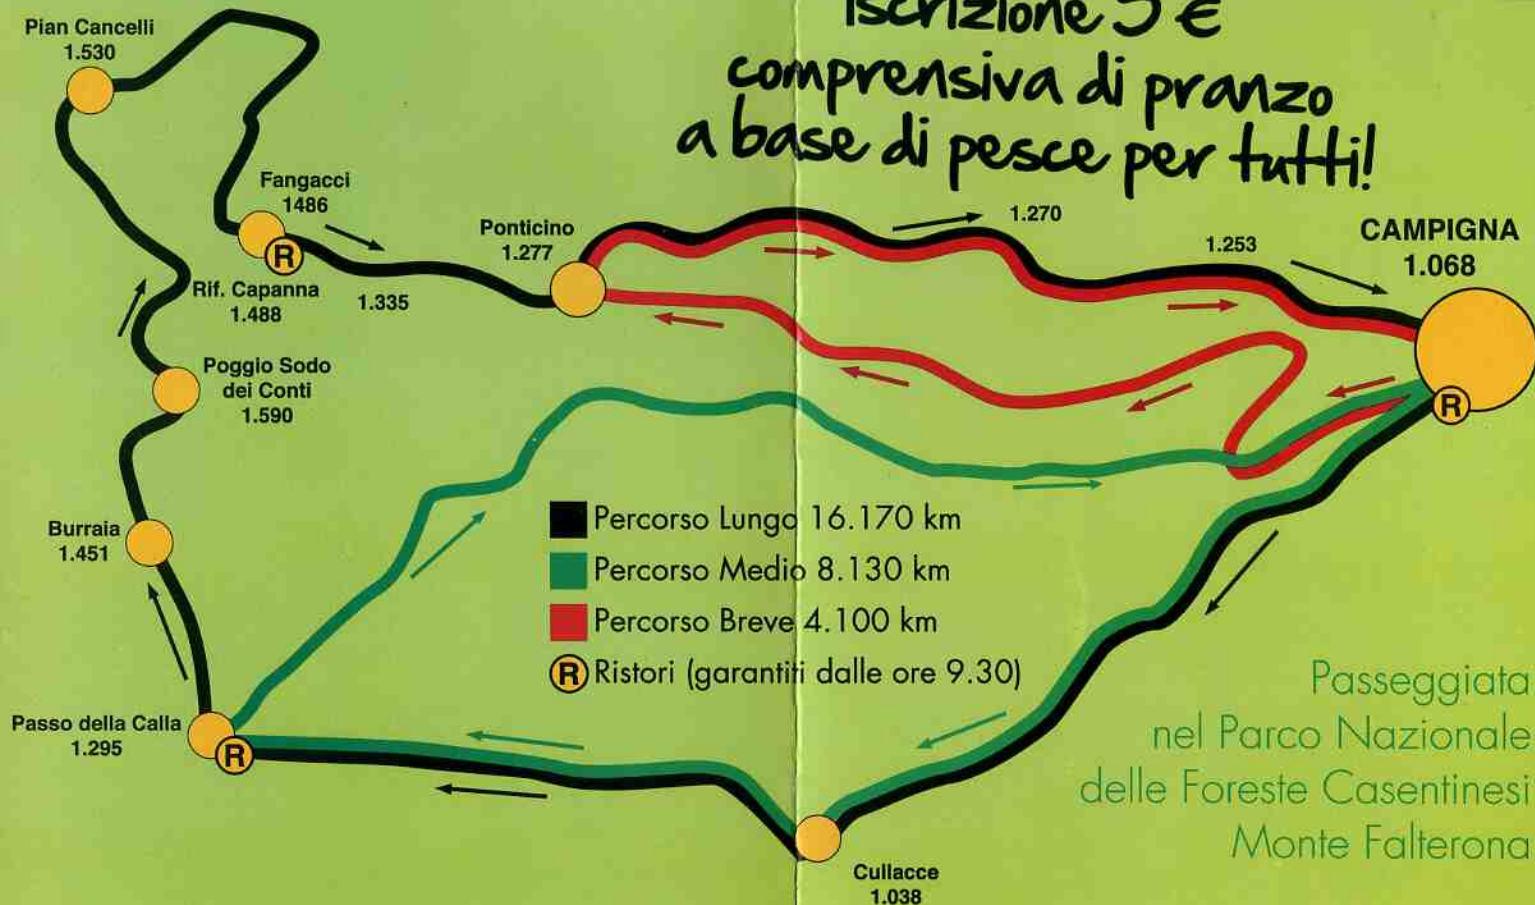 iscrizione 5 €
comprensiva di pranzo
a base di pesce per tutti!
Pian Cancelli
1.530
Fangacci
1486
R
Rif. Capanna
1.488
1.335
Ponticino
1.277
1.270
1.253
CAMPIGNA
1.068
R
Poggio Sodo
dei Conti
1.590
Burraia
1.451
Passo della Calla
1.295
R
Percorso Lungo 16.170 km
Percorso Medio 8.130 km
Percorso Breve 4.100 km
R Ristori (garantiti dalle ore 9.30)
Cullacce
1.038
Passeggiata
nel Parco Nazionale
delle Foreste Casentinesi
Monte Falterona